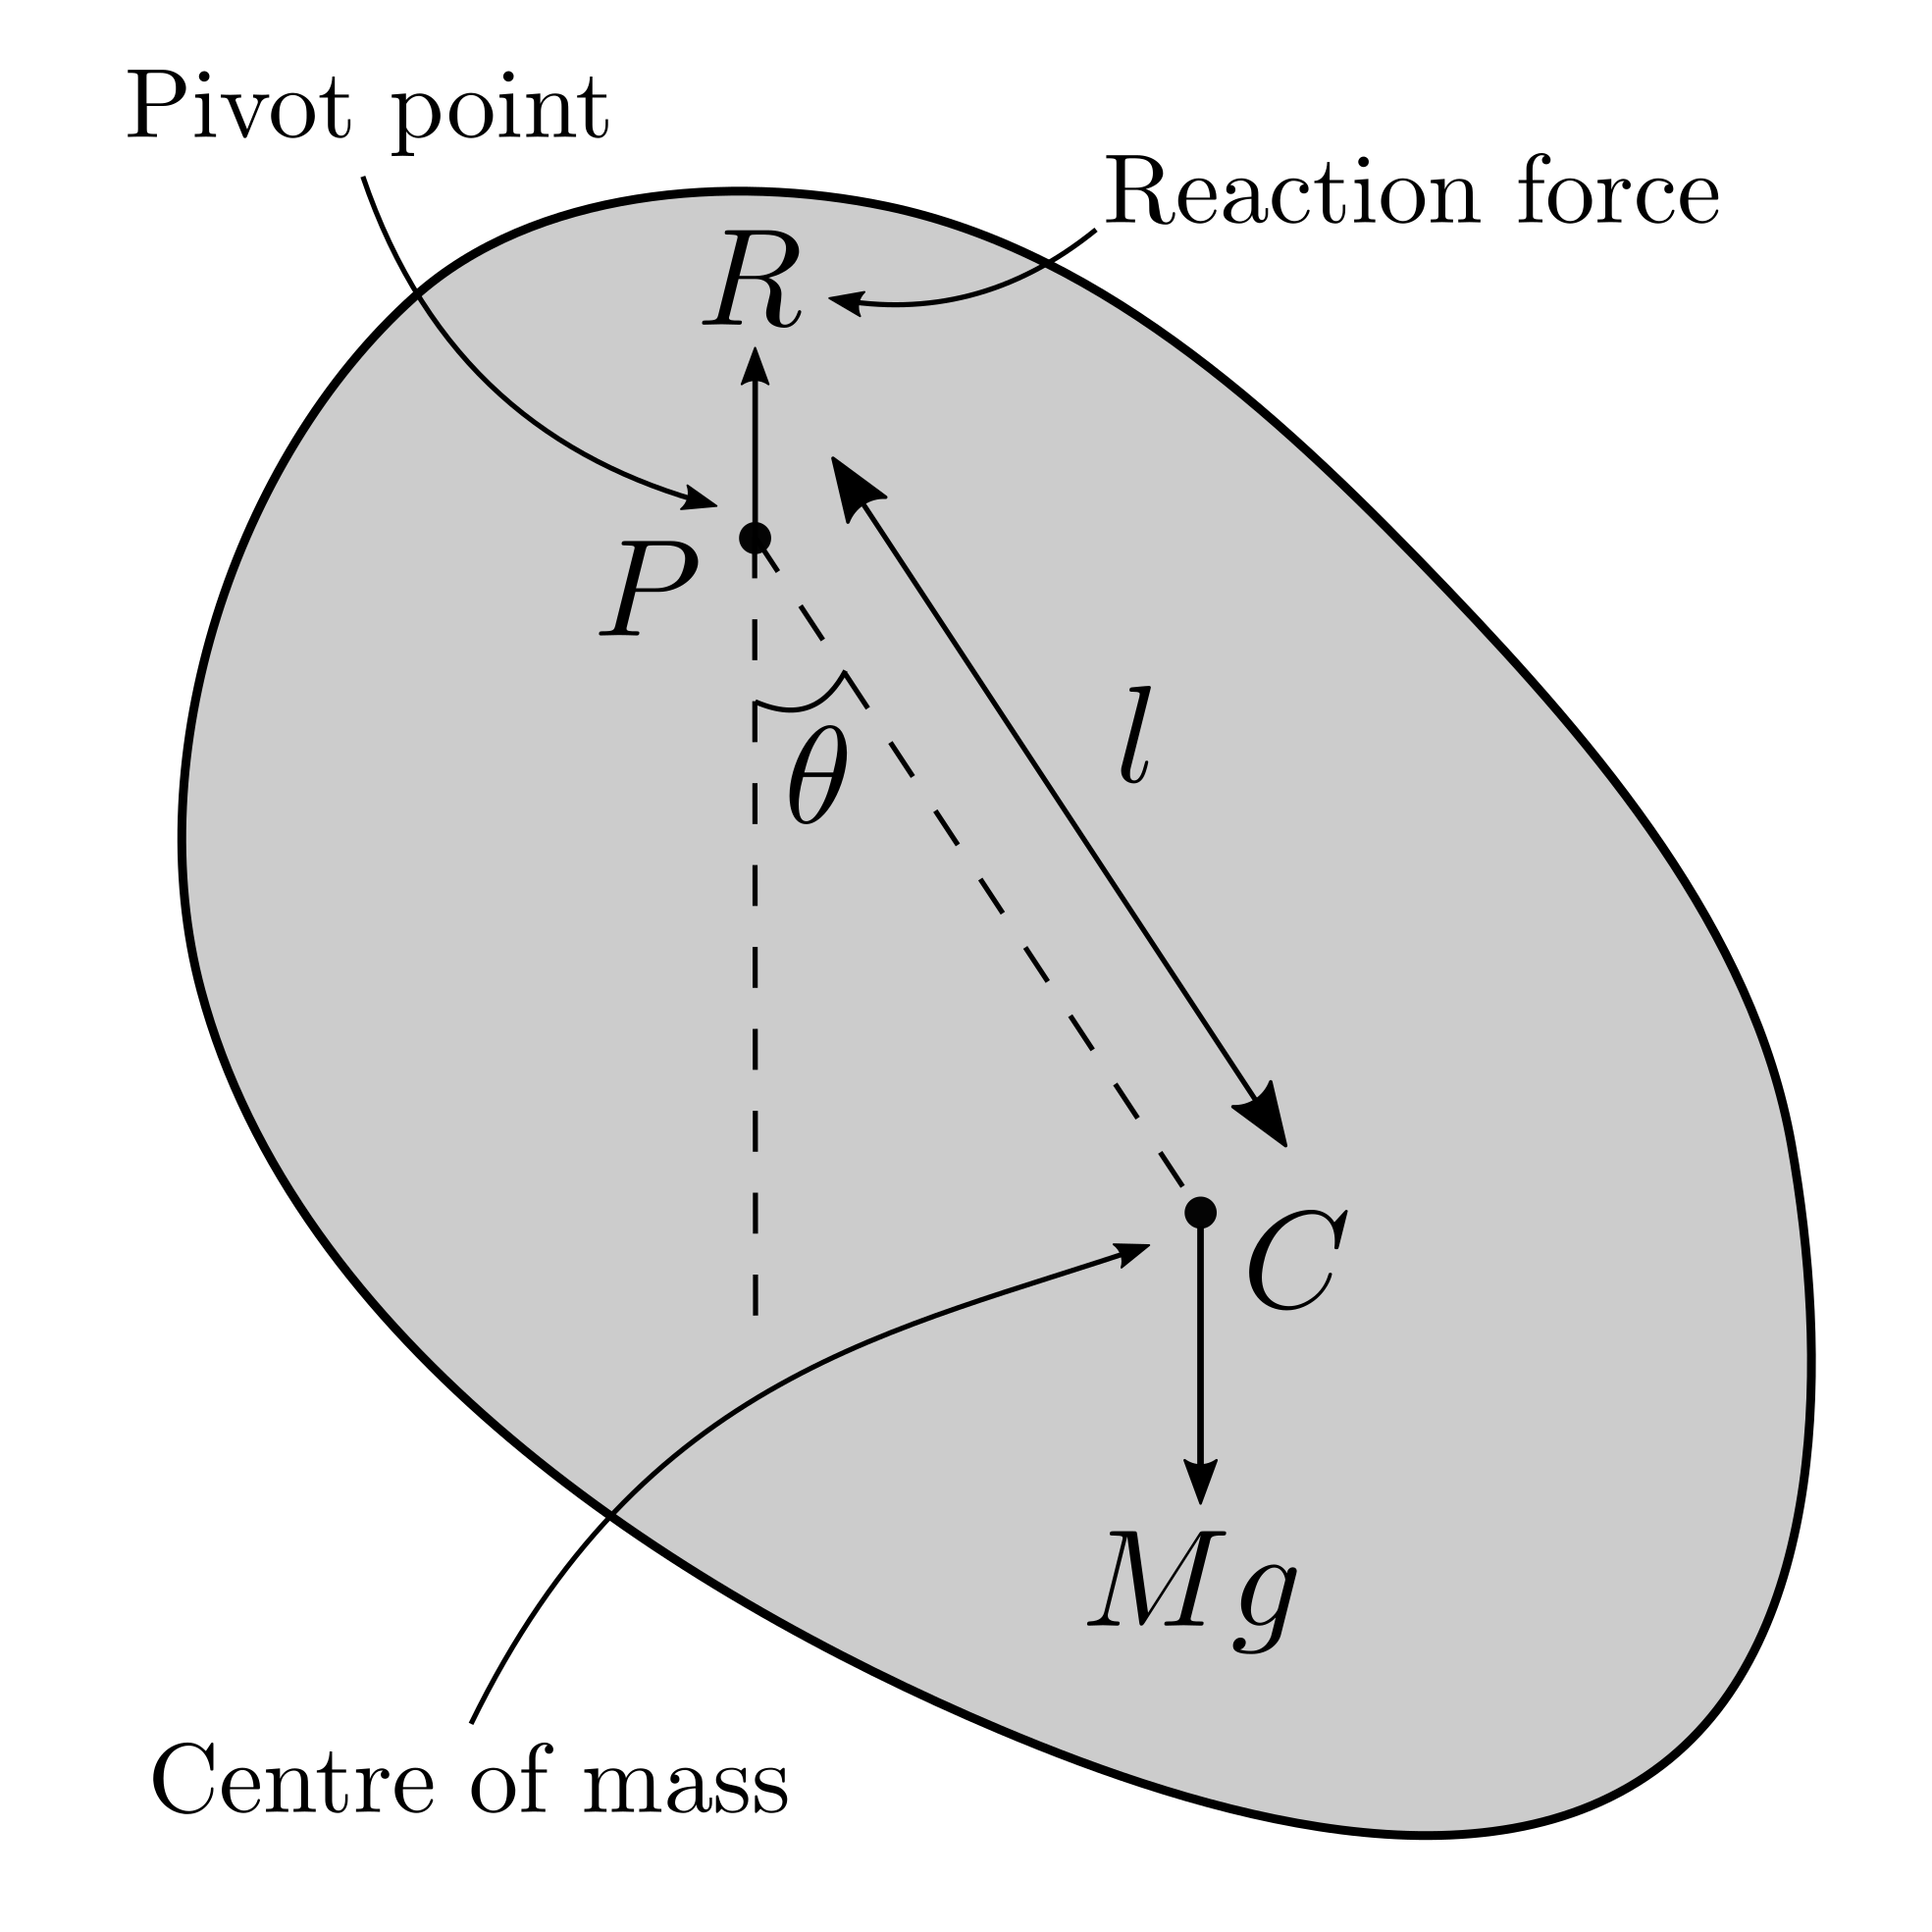 Pivot point
Reaction force
R
P
l
θ
C
Mg
Centre of mass